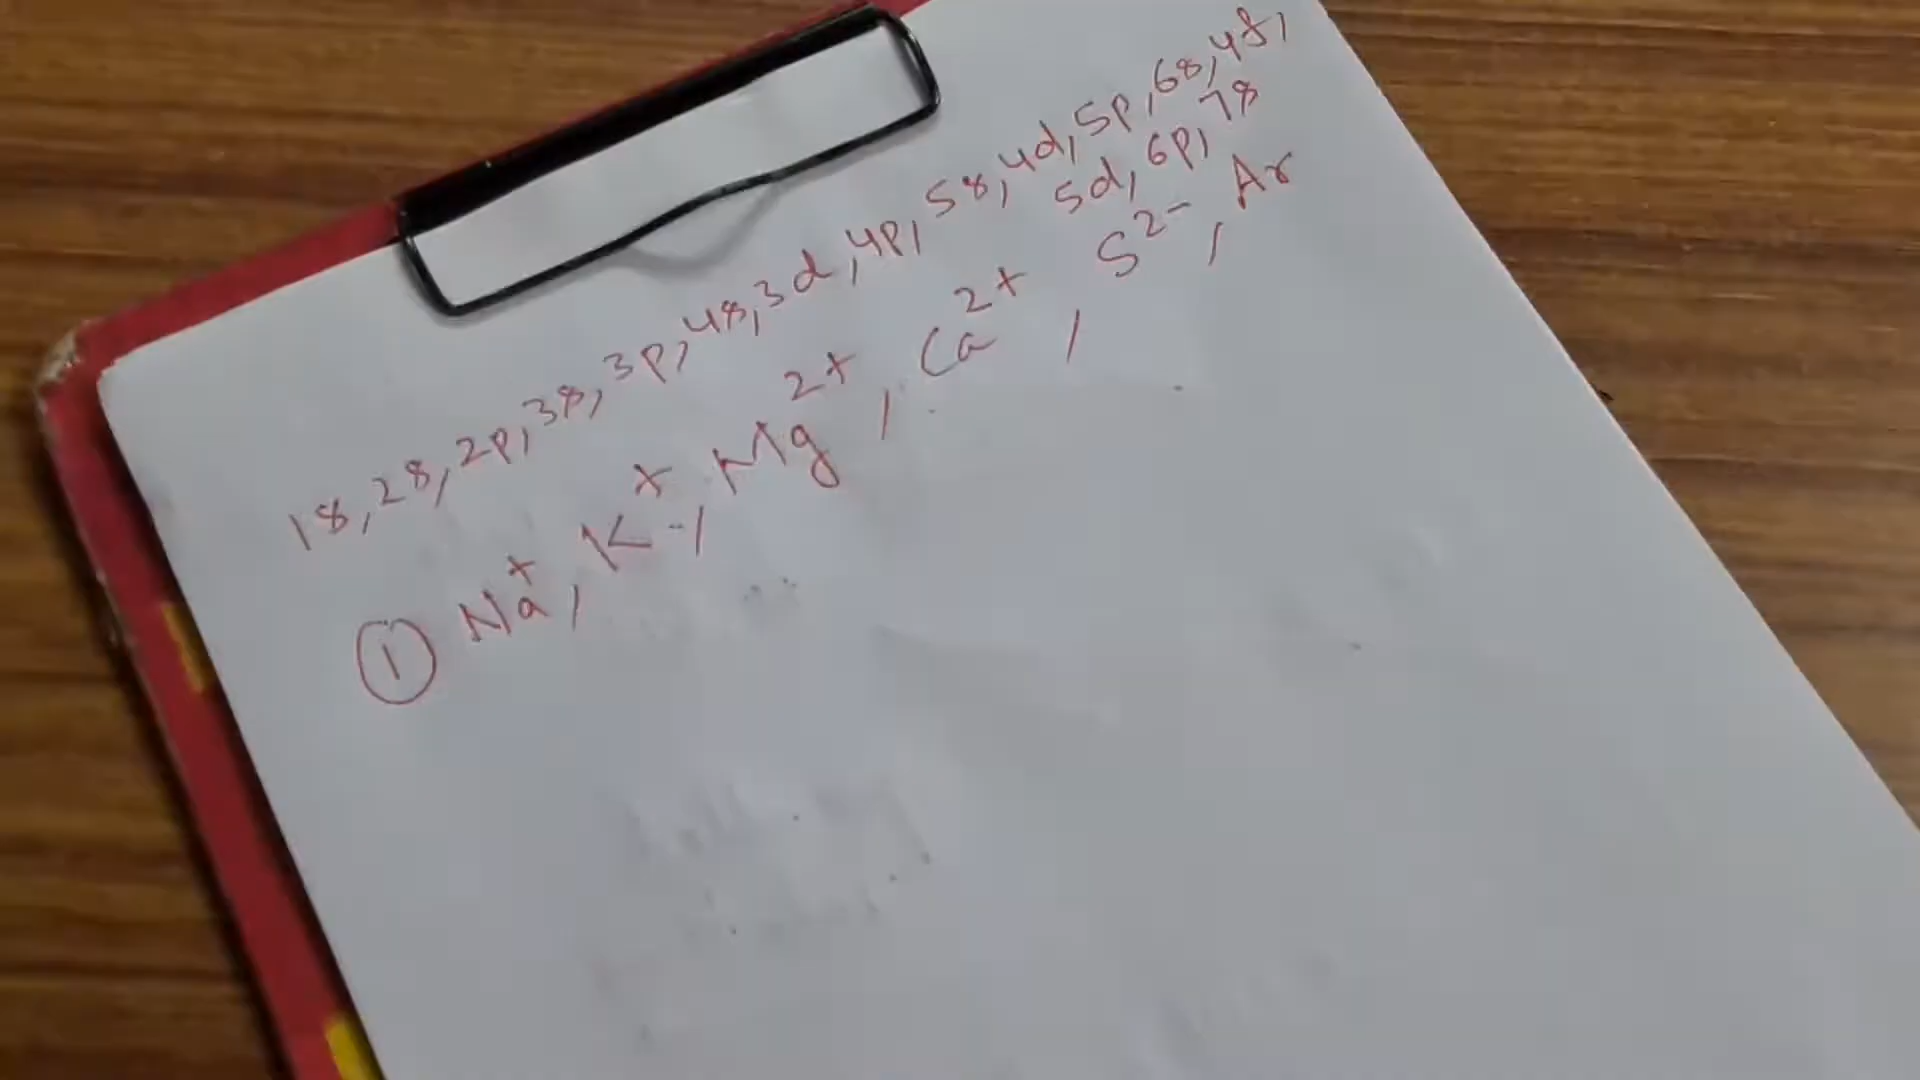 1s, 2s, 2p, 3s, 3p, 4s, 3d, 4p, 5s, 4d, 5p, 6s, 4f,
5d, 6p, 7s
① Na⁺, K⁺, Mg²⁺, Ca²⁺, S²⁻, Ar